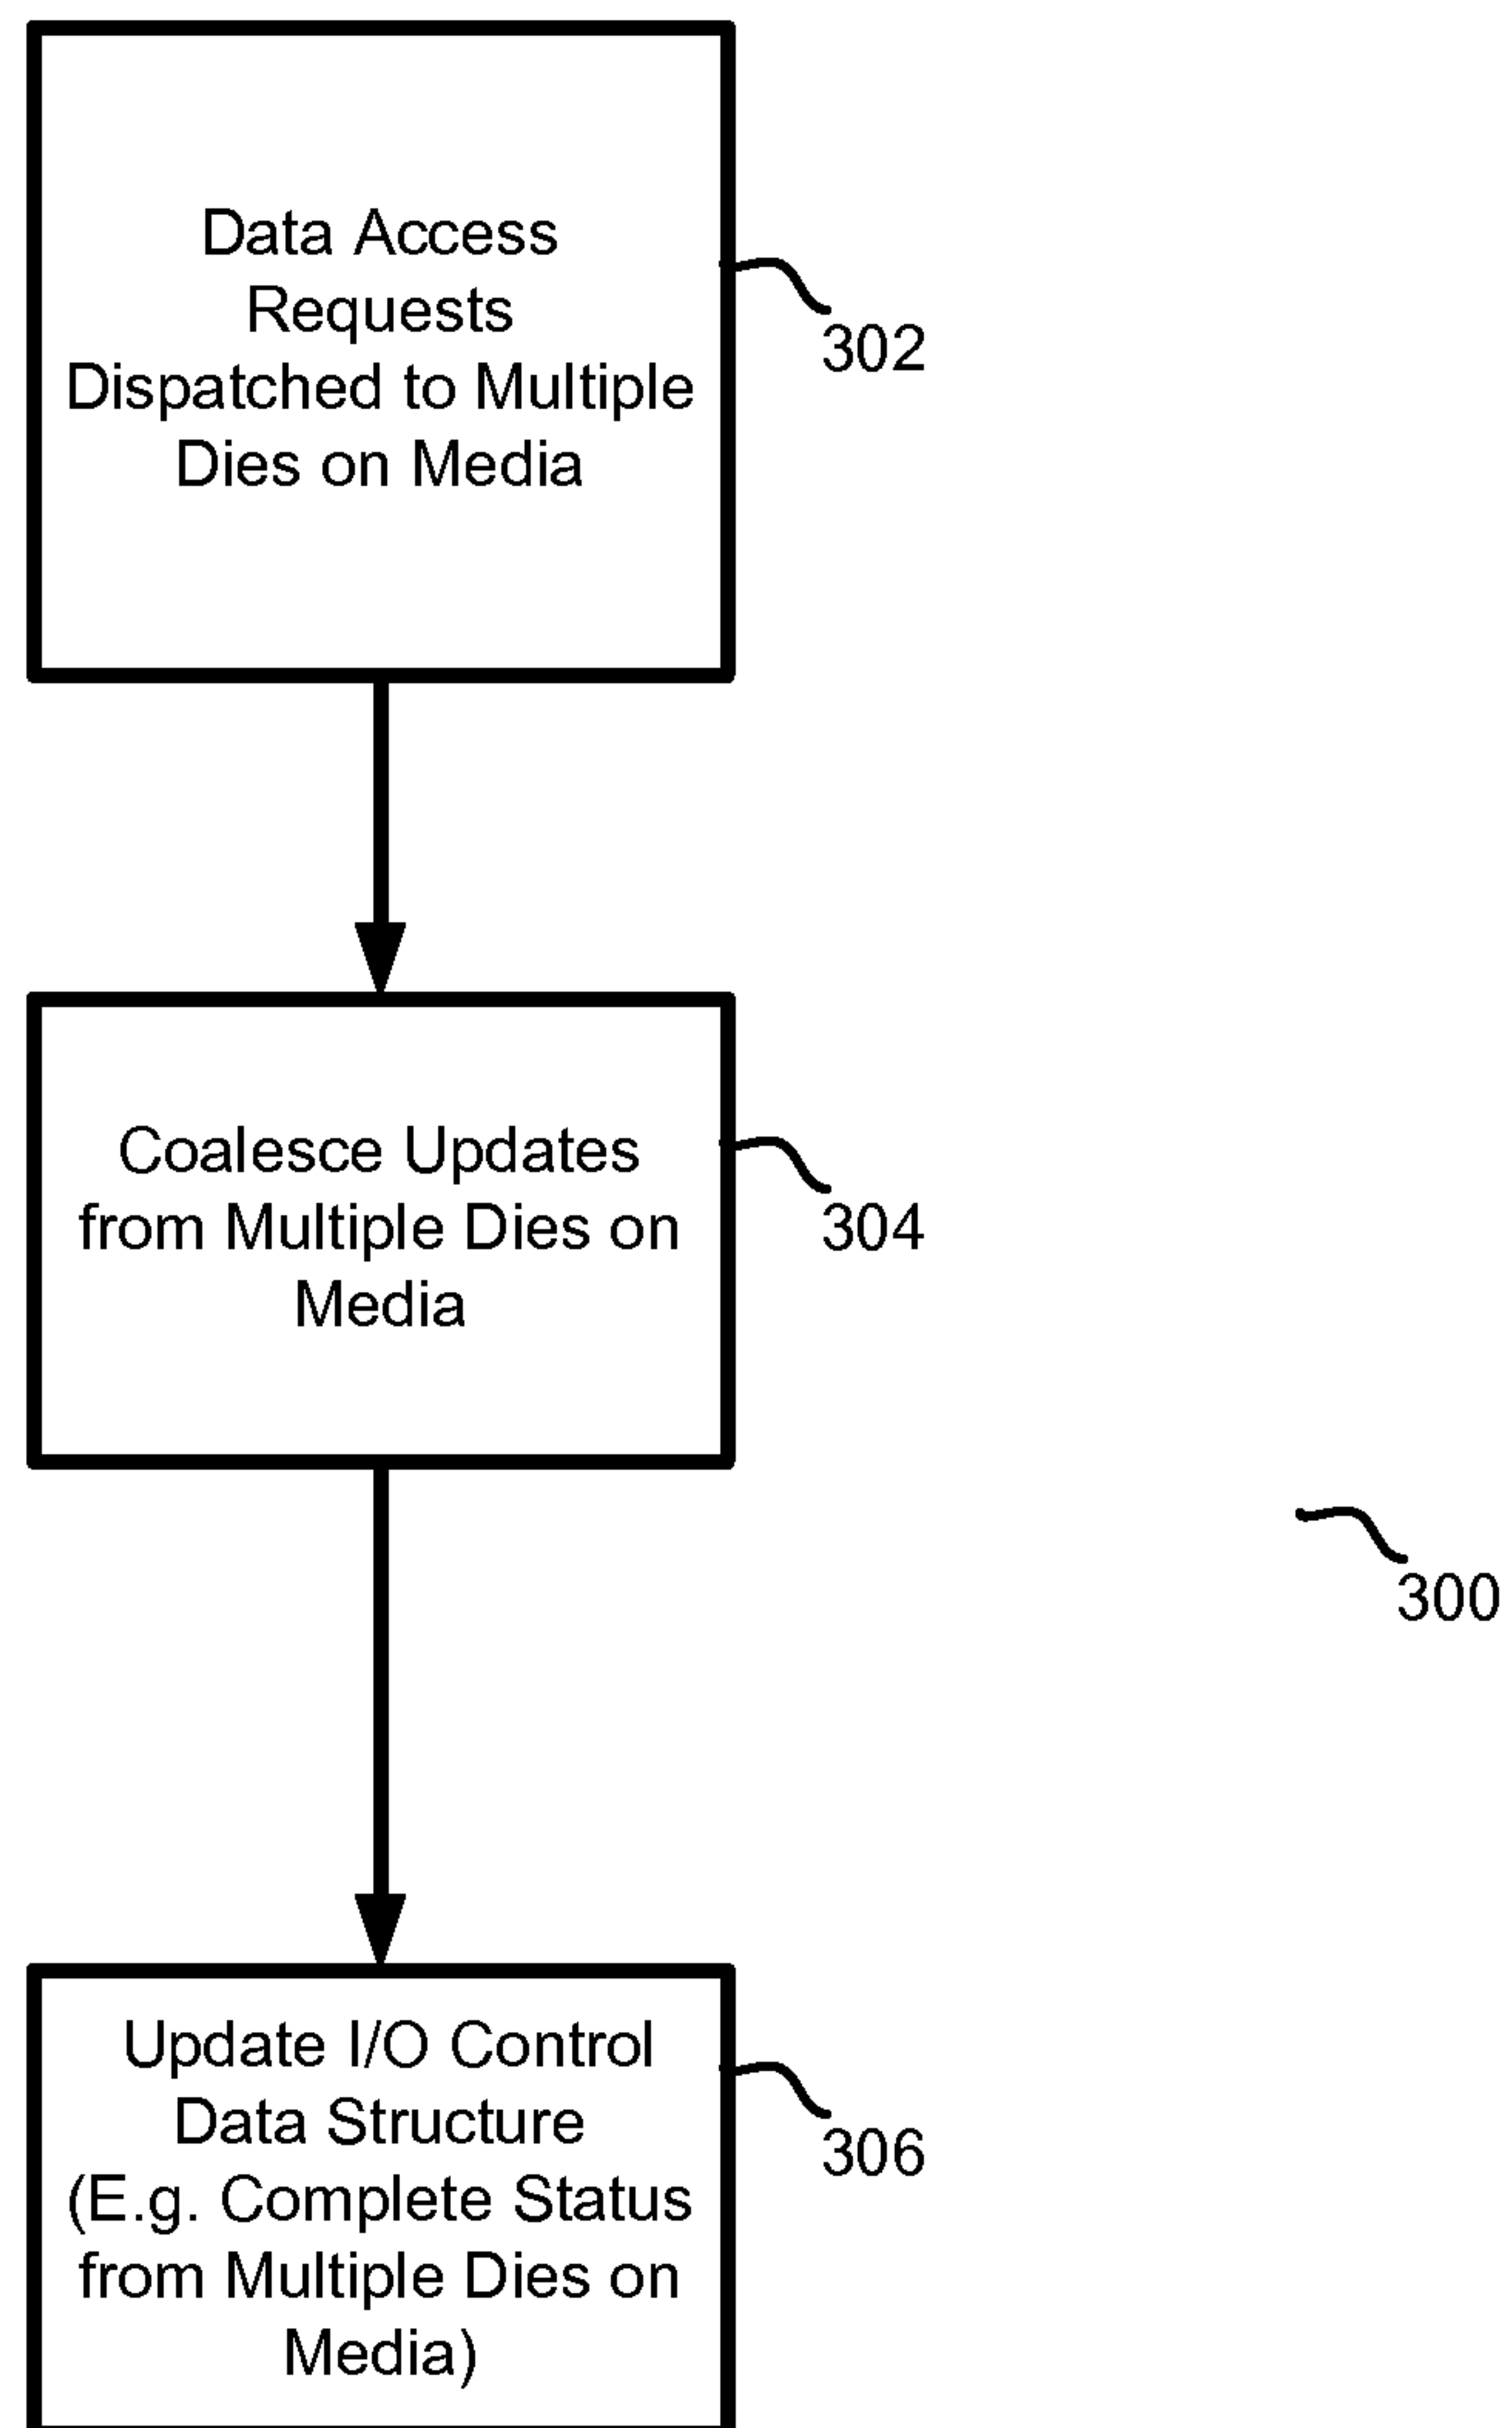 Data Access
Requests
Dispatched to Multiple
Dies on Media
302
Coalesce Updates
from Multiple Dies on
Media
304
300
Update I/O Control
Data Structure
(E.g. Complete Status
from Multiple Dies on
Media)
306